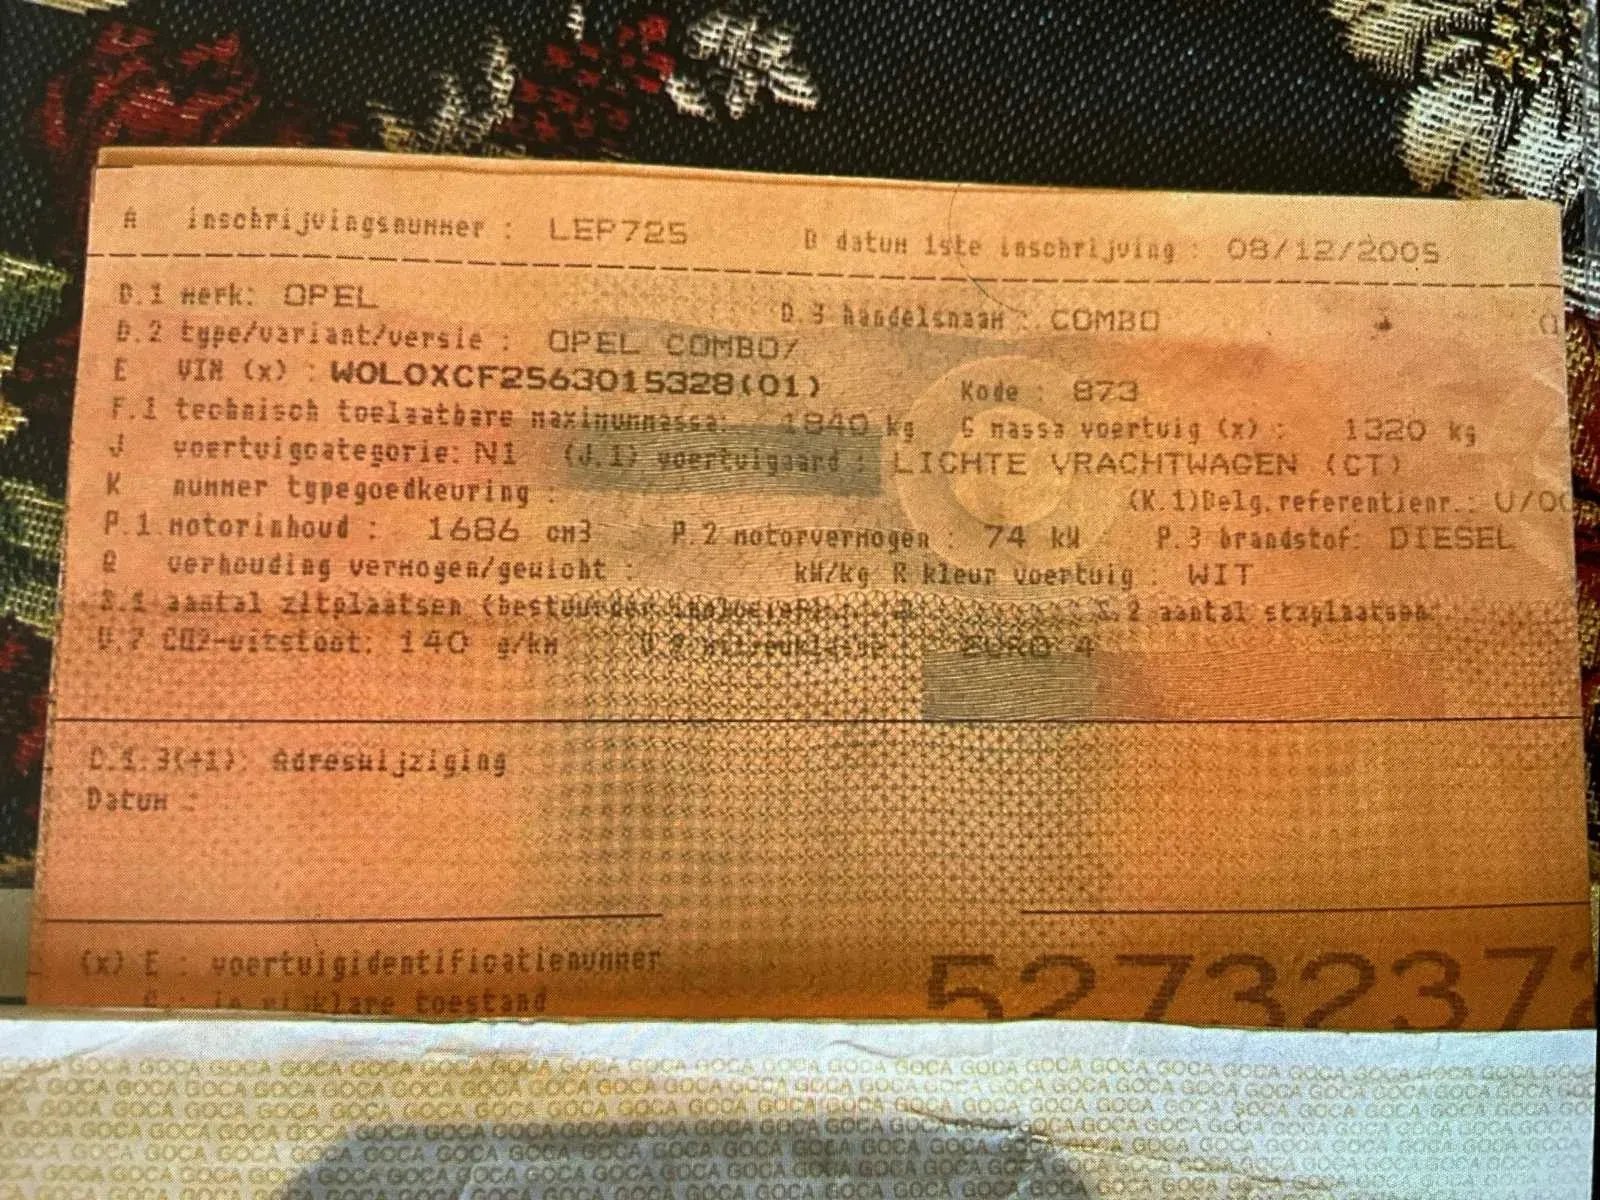 A inschrijvingsnummer : LEP725 B datum 1ste inschrijving : 08/12/2005
D.1 merk: OPEL D.3 handelsnaam : COMBO
D.2 type/variant/versie : OPEL COMBO/
E VIN (x) : WOLOXCF2563015328(01) Kode : 873
F.1 technisch toelaatbare maximummassa: 1840 kg G massa voertuig (x) : 1320 kg
J voertuigcategorie: N1 (J.1) voertuigaard : LICHTE VRACHTWAGEN (CT)
K nummer typegoedkeuring : (K.1)Belg.referentienr.: U/00
P.1 motorinhoud : 1686 cm3 P.2 motorvermogen : 74 kW P.3 brandstof: DIESEL
Q verhouding vermogen/gewicht : kW/kg R kleur voertuig : WIT
S.1 aantal zitplaatsen (bestuurder inbegrepen) : S.2 aantal staplaatsen
V.7 CO2-uitstoot: 140 g/km EURO 4
Adreswijziging
Datum :
(x) E : voertuigidentificatienummer
G : in rijklare toestand
5273237
GOCA GOCA GOCA GOCA GOCA GOCA GOCA GOCA GOCA GOCA GOCA GOCA